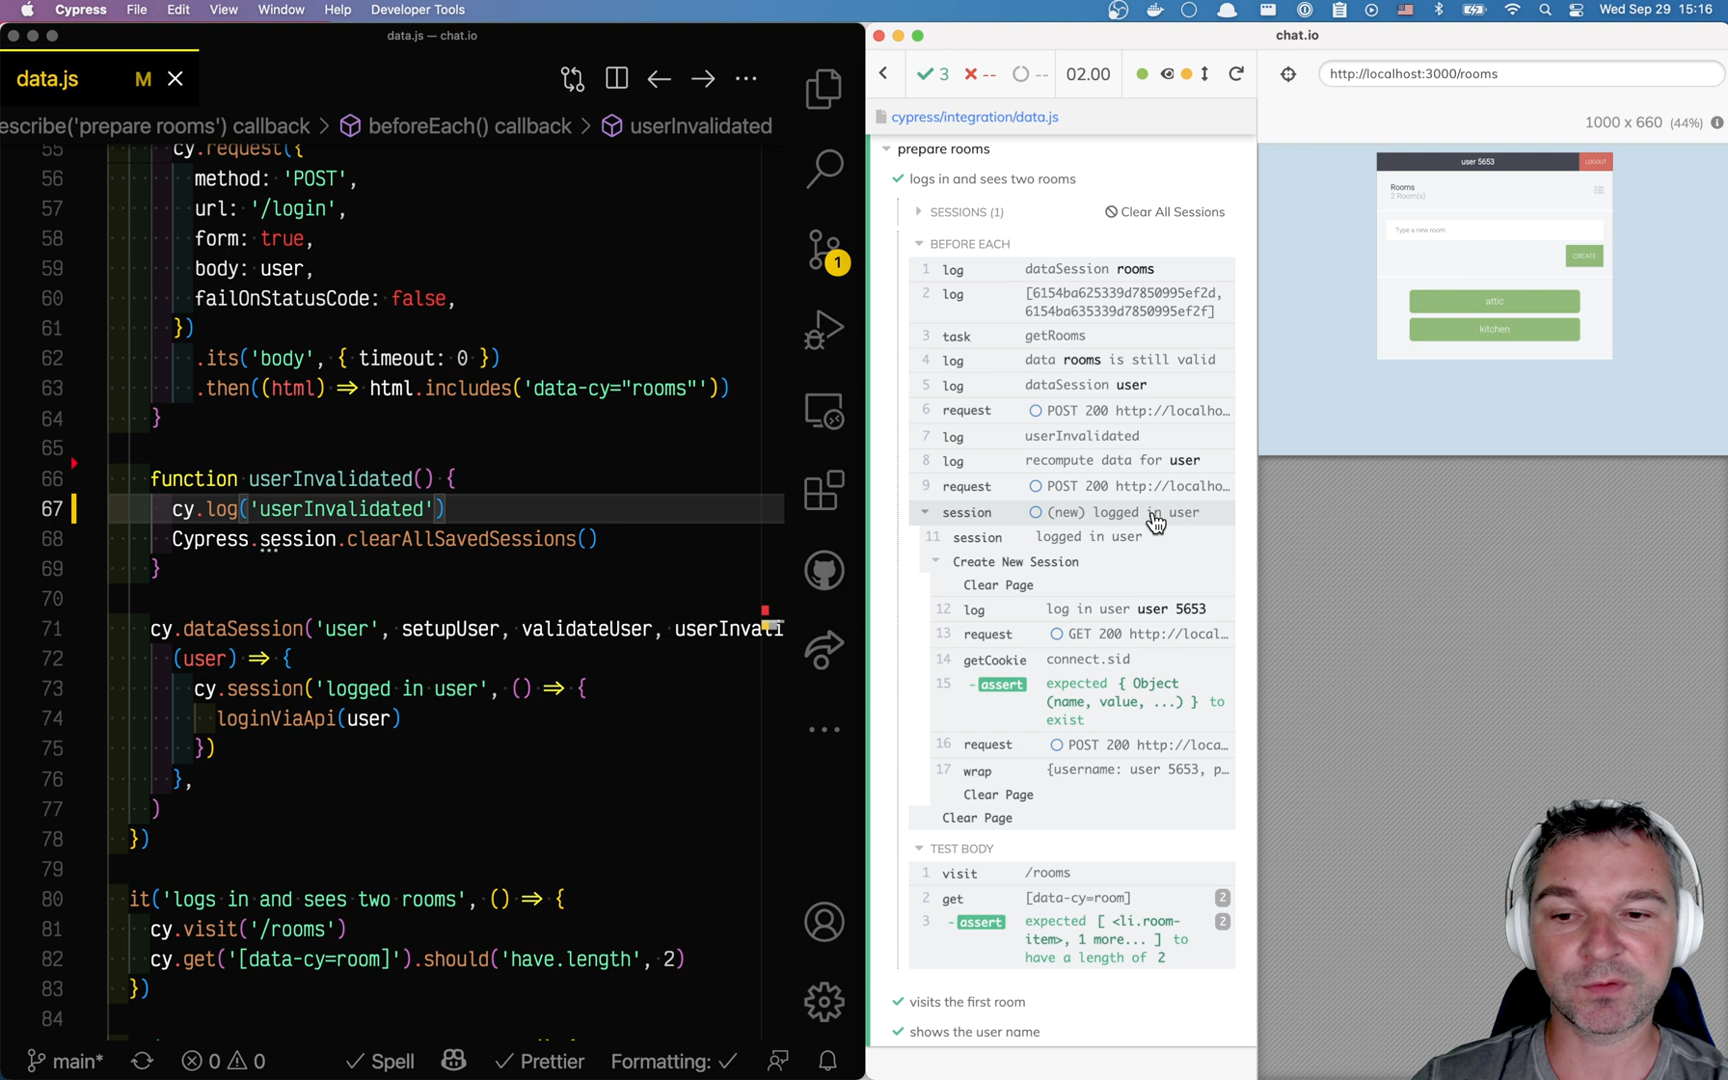 Cypress File Edit View Window Help Developer Tools
Wed Sep 29 15:16
data.js — chat.io
data.js M
escribe('prepare rooms') callback > beforeEach() callback > userInvalidated
55 cy.request({
56 method: 'POST',
57 url: '/login',
58 form: true,
59 body: user,
60 failOnStatusCode: false,
61 })
62 .its('body', { timeout: 0 })
63 .then((html) ⇒ html.includes('data-cy="rooms"'))
64 }
65
66 function userInvalidated() {
67 cy.log('userInvalidated')
68 Cypress.session.clearAllSavedSessions()
69 }
70
71 cy.dataSession('user', setupUser, validateUser, userInvali
72 (user) ⇒ {
73 cy.session('logged in user', () ⇒ {
74 loginViaApi(user)
75 })
76 },
77 )
78 })
79
80 it('logs in and sees two rooms', () ⇒ {
81 cy.visit('/rooms')
82 cy.get('[data-cy=room]').should('have.length', 2)
83 })
84
1
main* 0 0 Spell Prettier Formatting:
chat.io
3 -- -- 02.00
http://localhost:3000/rooms
cypress/integration/data.js
1000 x 660 (44%)
prepare rooms
logs in and sees two rooms
SESSIONS (1) Clear All Sessions
BEFORE EACH
1 log dataSession rooms
2 log [6154ba625339d7850995ef2d,
6154ba635339d7850995ef2f]
3 task getRooms
4 log data rooms is still valid
5 log dataSession user
6 request POST 200 http://localho…
7 log userInvalidated
8 log recompute data for user
9 request POST 200 http://localho…
session (new) logged in user
11 session logged in user
Create New Session
Clear Page
12 log log in user user 5653
13 request GET 200 http://local…
14 getCookie connect.sid
15 -assert expected { Object
(name, value, ...) } to
exist
16 request POST 200 http://loca…
17 wrap {username: user 5653, p…
Clear Page
Clear Page
TEST BODY
1 visit /rooms
2 get [data-cy=room] 2
3 -assert expected [ <li.room- 2
item>, 1 more... ] to
have a length of 2
visits the first room
shows the user name
user 5653 LOGOUT
Rooms
2 Room(s)
Type a new room
CREATE
attic
kitchen